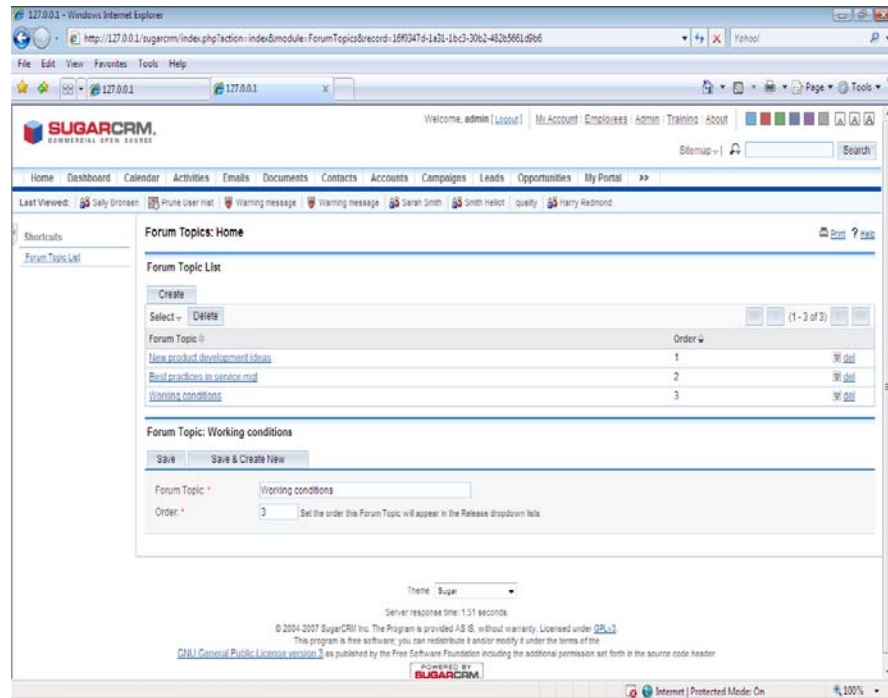 127.0.0.1 - Windows Internet Explorer
http://127.0.0.1/sugarcrm/index.php?action=index&module=ForumTopics&record=16f0347d-1a31-1bc3-30b2-482b5661d9b6
Yahoo!
File Edit View Favorites Tools Help
127.0.0.1 127.0.0.1 Page Tools
Welcome, admin [Logout] My Account Employees Admin Training About A A A
SUGARCRM.
COMMERCIAL OPEN SOURCE
Sitemap Search
Home Dashboard Calendar Activities Emails Documents Contacts Accounts Campaigns Leads Opportunities My Portal >>
Last Viewed: Sally Bronsen Prune User Hist Warning message Warning message Sarah Smith Smith Helliot quality Harry Redmond
Shortcuts
Forum Topic List
Forum Topics: Home
Print ? Help
Forum Topic List
Create
Select Delete (1 - 3 of 3)
Forum Topic Order
New product development ideas 1 del
Best practices in service mgt 2 del
Working conditions 3 del
Forum Topic: Working conditions
Save Save & Create New
Forum Topic: * Working conditions
Order: * 3 Set the order this Forum Topic will appear in the Release dropdown lists
Theme Sugar
Server response time: 1.51 seconds.
© 2004-2007 SugarCRM Inc. The Program is provided AS IS, without warranty. Licensed under GPLv3.
This program is free software; you can redistribute it and/or modify it under the terms of the
GNU General Public License version 3 as published by the Free Software Foundation including the additional permission set forth in the source code header.
POWERED BY
SUGARCRM
Internet | Protected Mode: On 100%